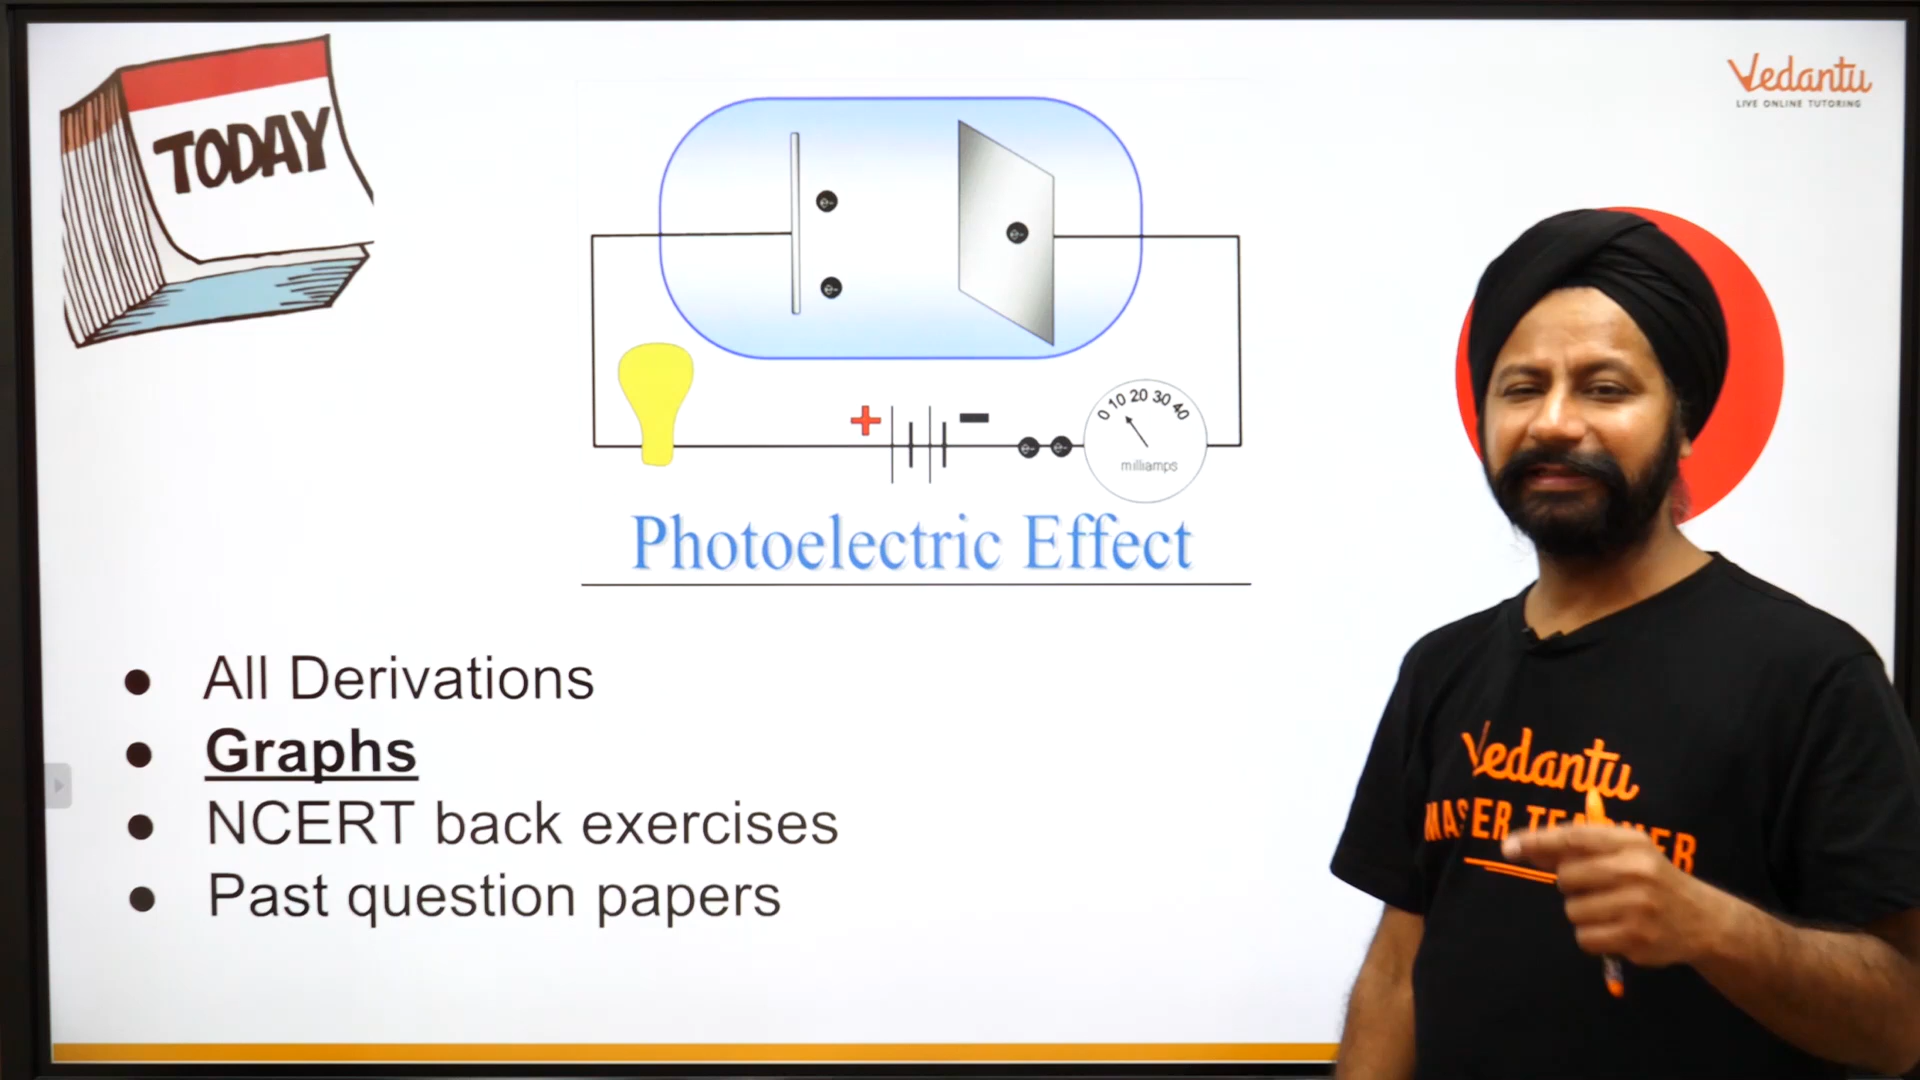 TODAY
Vedantu
LIVE ONLINE TUTORING
e-
e-
e-
+
-
e-
e-
0 10 20 30 40
milliamps
Photoelectric Effect
• All Derivations
• Graphs
• NCERT back exercises
• Past question papers
Vedantu